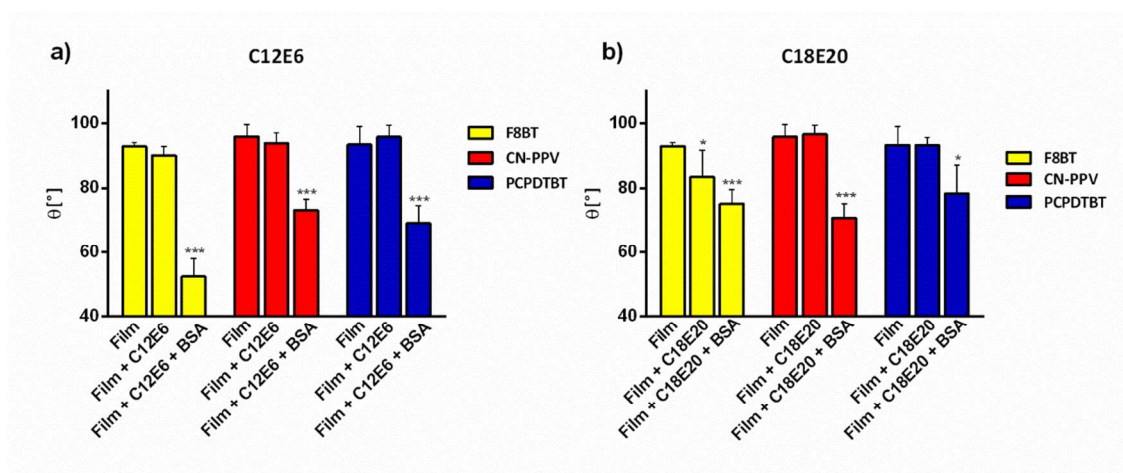 a)
C12E6
θ[°]
100
80
60
40
***
***
***
Film
Film + C12E6
Film + C12E6 + BSA
Film
Film + C12E6
Film + C12E6 + BSA
Film
Film + C12E6
Film + C12E6 + BSA
F8BT
CN-PPV
PCPDTBT
b)
C18E20
θ[°]
100
80
60
40
*
***
***
*
Film
Film + C18E20
Film + C18E20 + BSA
Film
Film + C18E20
Film + C18E20 + BSA
Film
Film + C18E20
Film + C18E20 + BSA
F8BT
CN-PPV
PCPDTBT